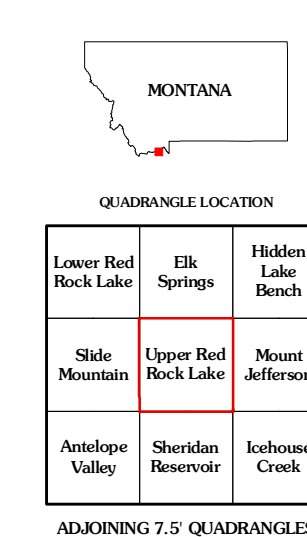 MONTANA
QUADRANGLE LOCATION
Lower Red
Rock Lake
Elk
Springs
Hidden
Lake
Bench
Slide
Mountain
Upper Red
Rock Lake
Mount
Jefferson
Antelope
Valley
Sheridan
Reservoir
Icehouse
Creek
ADJOINING 7.5' QUADRANGLES